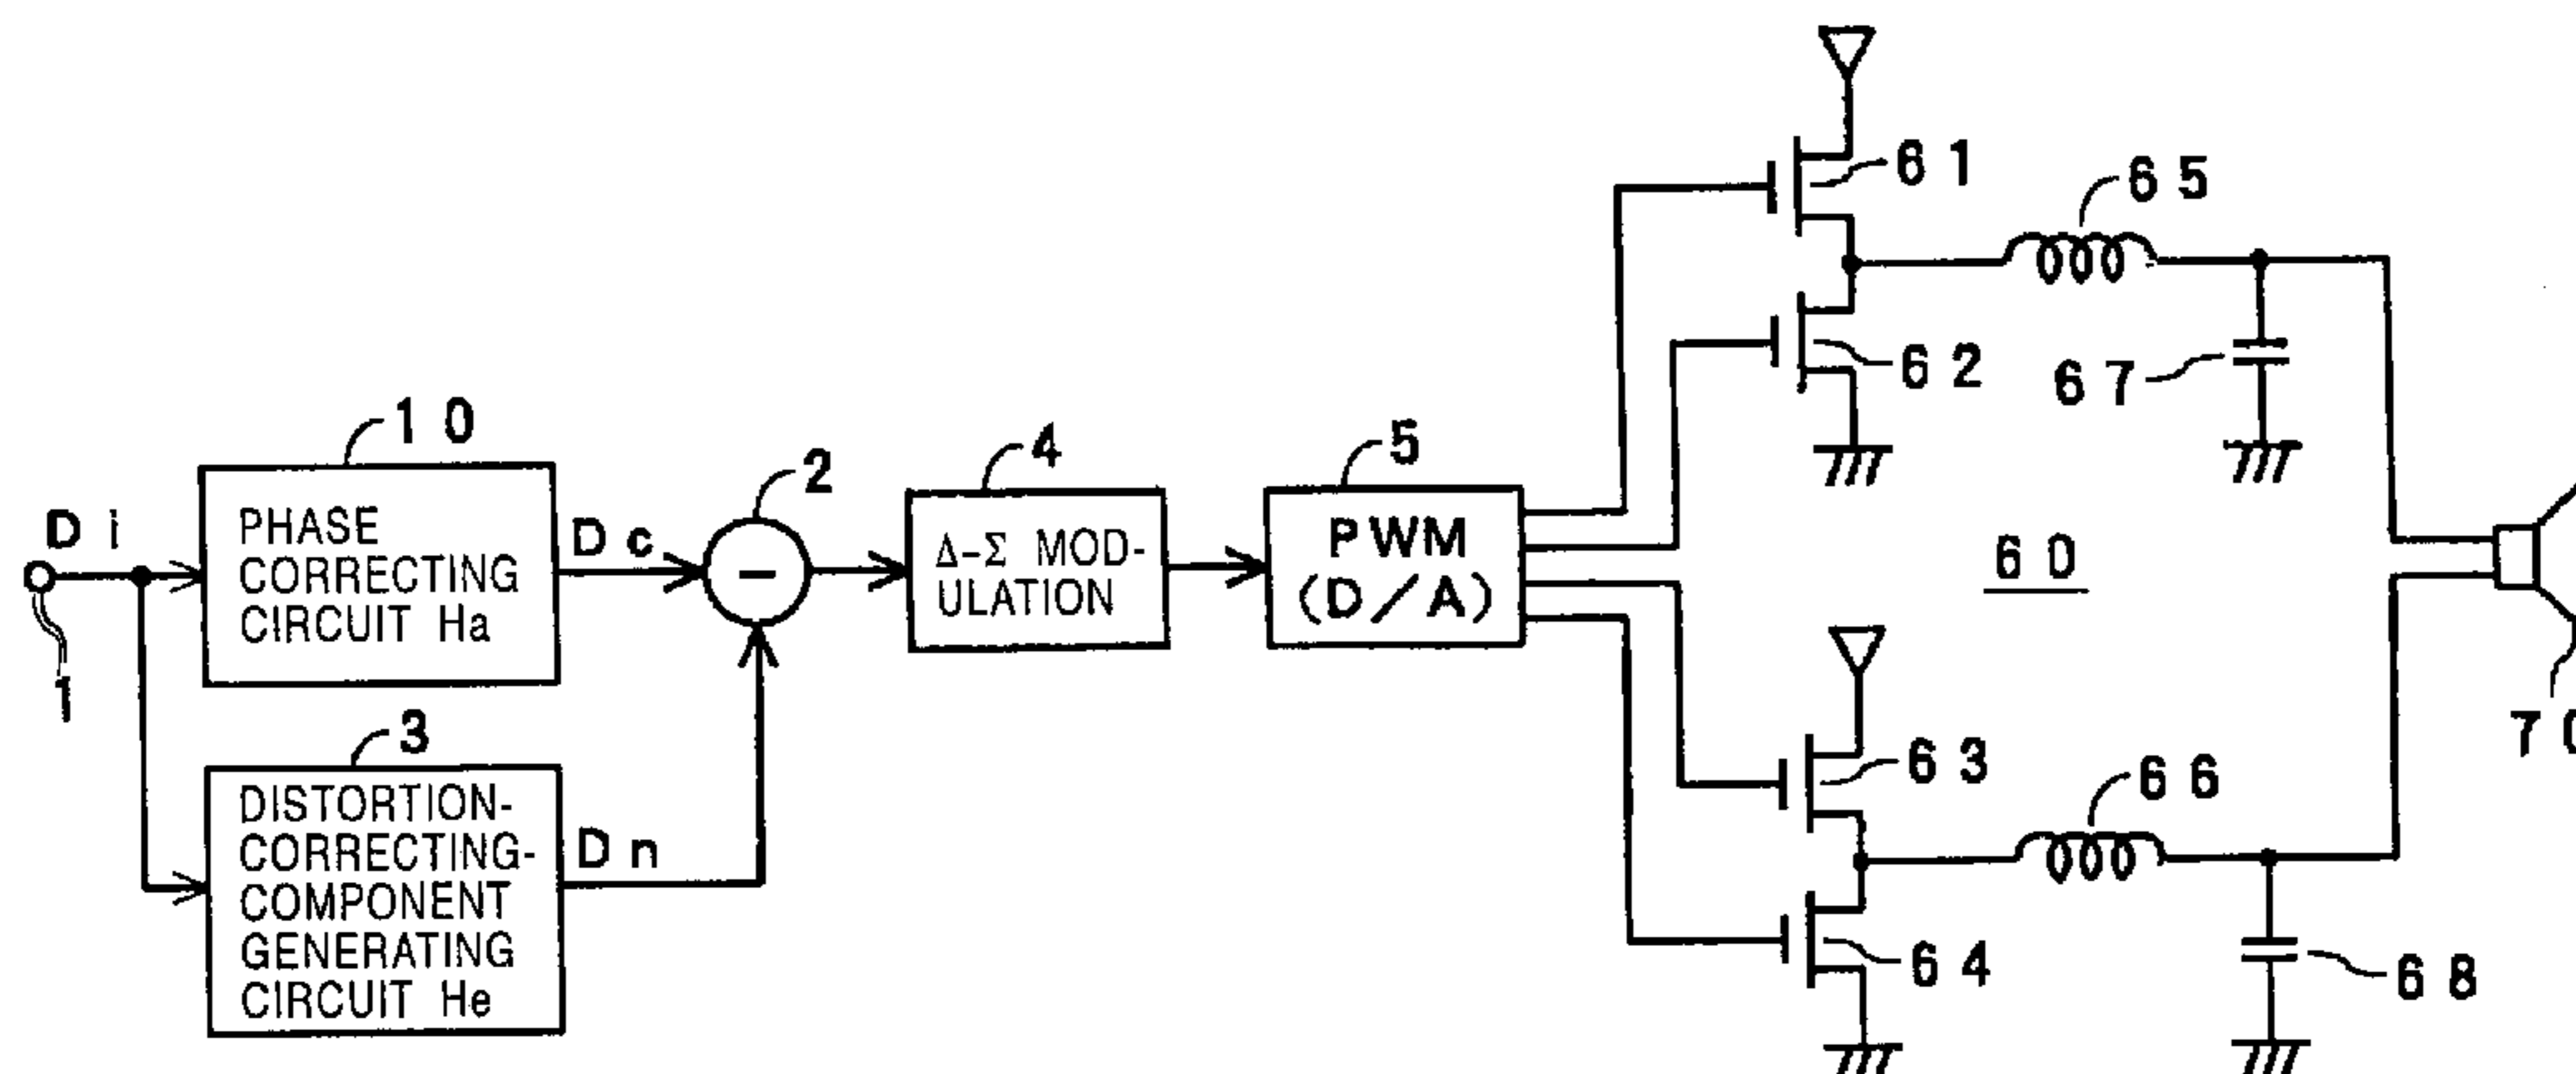 6 1
6 5
6 2
6 7
1 0
2
4
5
D i
PHASE
CORRECTING
CIRCUIT Ha
D c
−
Δ−Σ MOD-
ULATION
PWM
(D/A)
6 0
1
3
DISTORTION-
CORRECTING-
COMPONENT
GENERATING
CIRCUIT He
D n
6 3
6 6
6 4
6 8